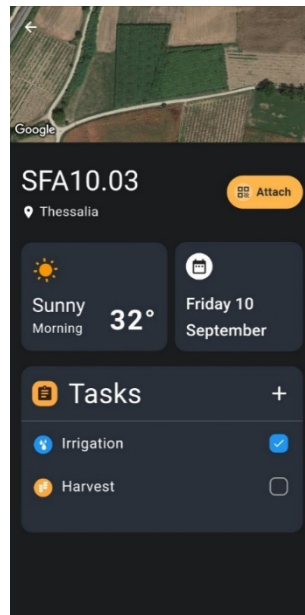 Google
SFA10.03
Attach
Thessalia
Sunny
Morning
32°
Friday 10
September
Tasks
Irrigation
Harvest